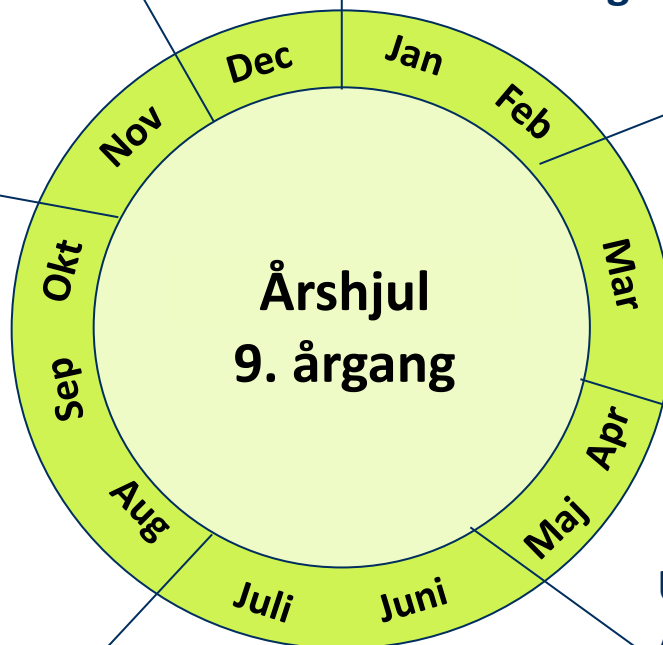 g
Jan
Feb
Mar
Apr
Maj
Juni
Juli
Aug
Sep
Okt
Nov
Dec
Årshjul
9. årgang